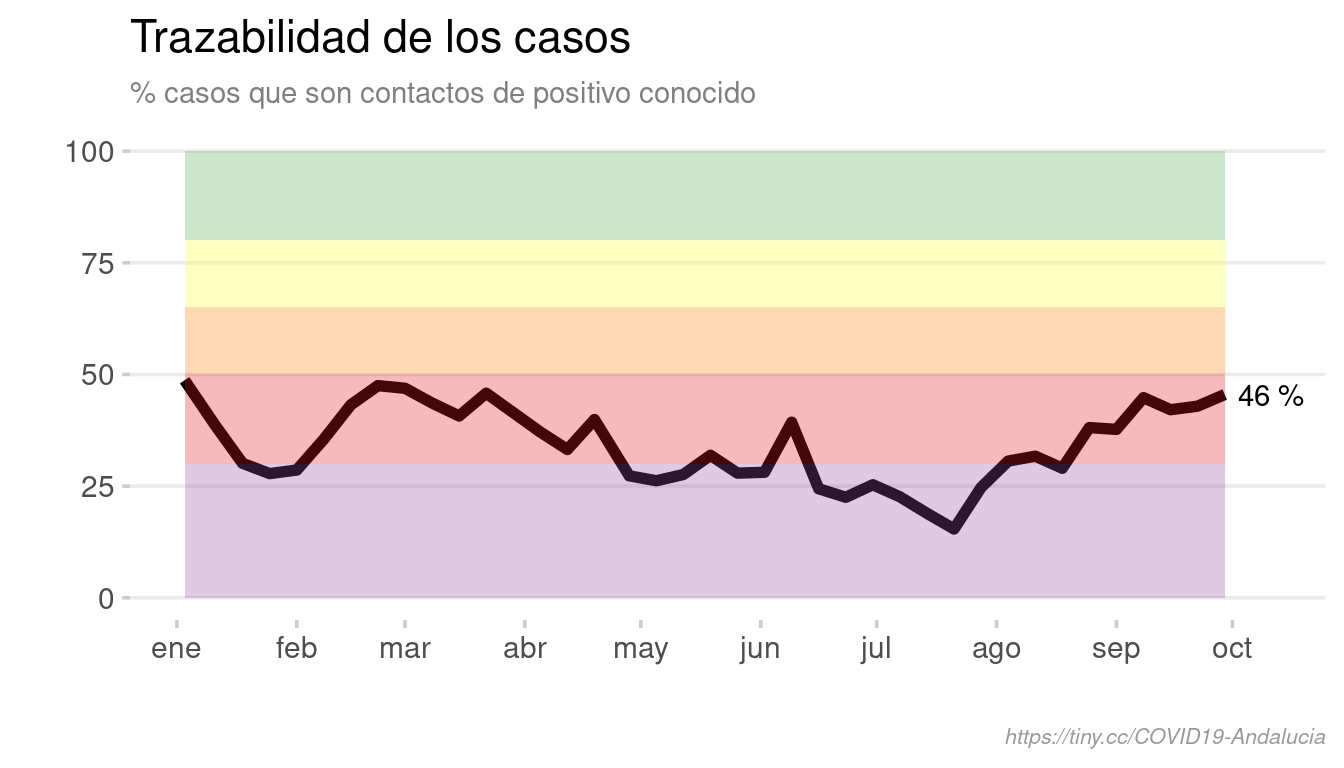 Trazabilidad de los casos
% casos que son contactos de positivo conocido
100
75
50
25
0
46 %
ene feb mar abr may jun jul ago sep oct
https://tiny.cc/COVID19-Andalucia